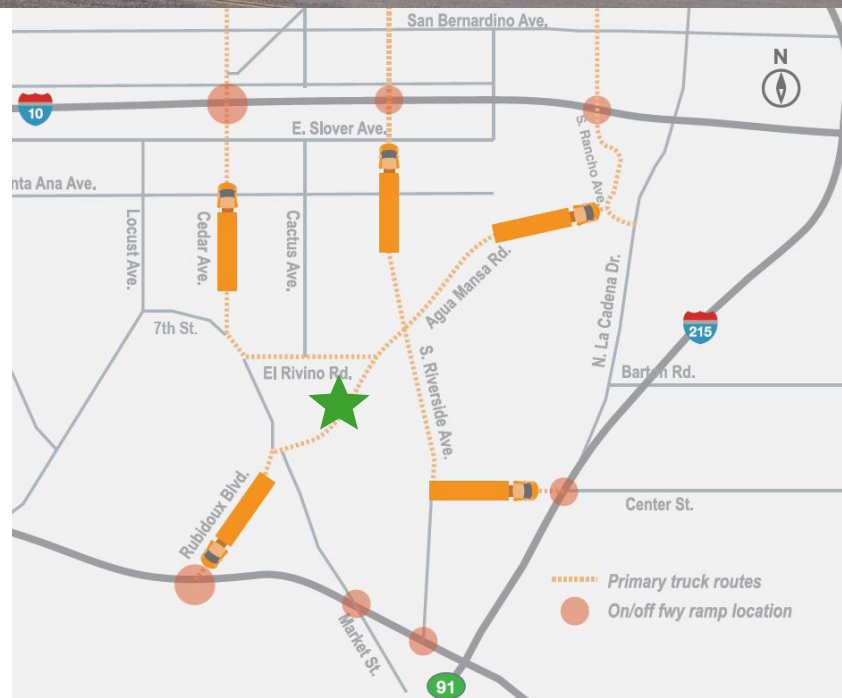 San Bernardino Ave.
N
10
E. Slover Ave.
S. Rancho Ave.
nta Ana Ave.
Locust Ave.
Cedar Ave.
Cactus Ave.
Agua Mansa Rd.
N. La Cadena Dr.
7th St.
215
El Rivino Rd.
S. Riverside Ave.
Barton Rd.
Rubidoux Blvd.
Center St.
Primary truck routes
On/off fwy ramp location
Market St.
91